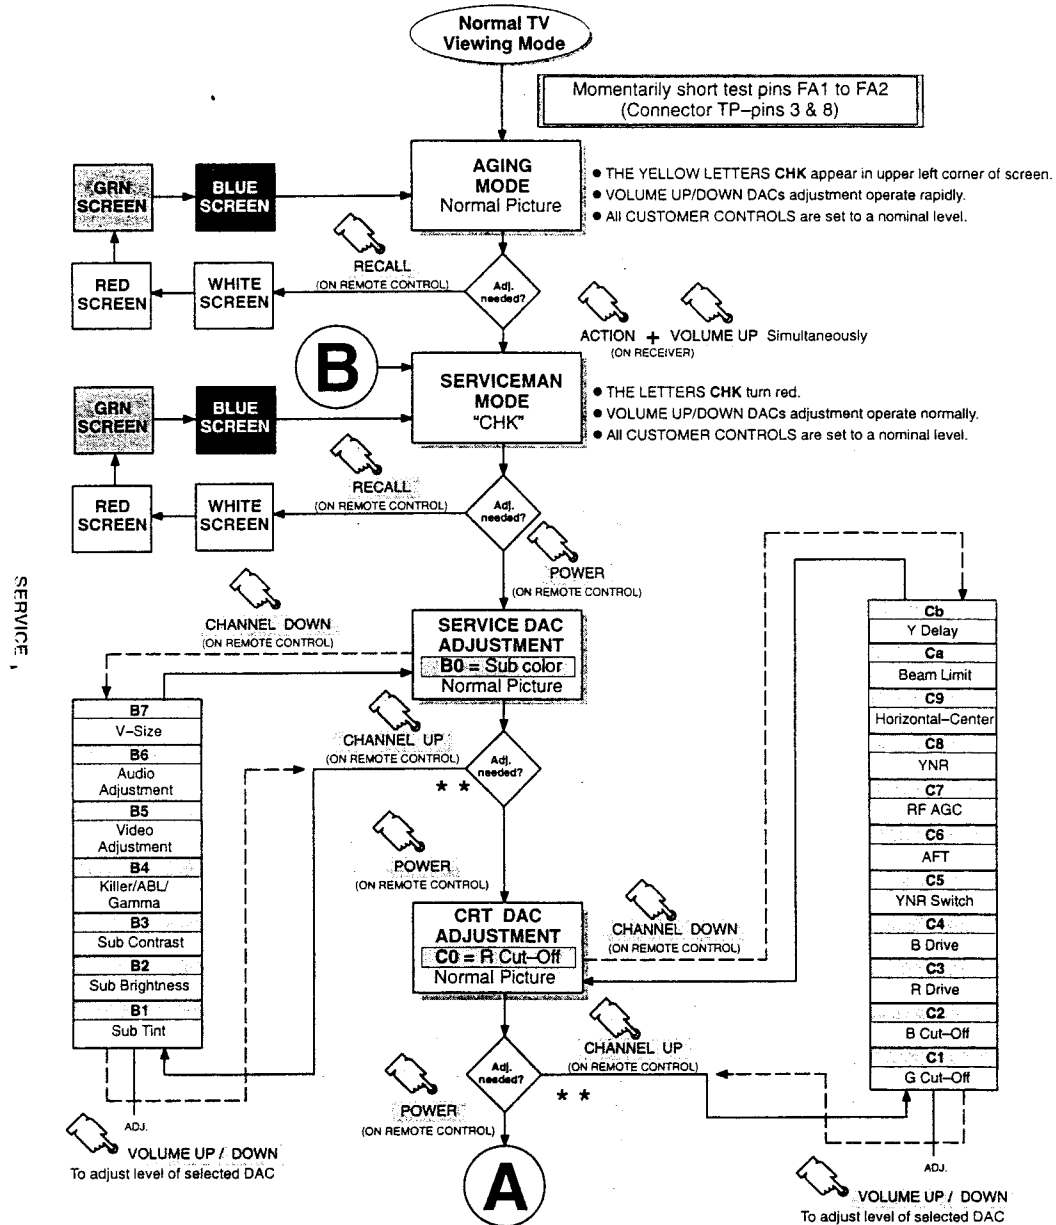 Normal TV
Viewing Mode
Momentarily short test pins FA1 to FA2
(Connector TP–pins 3 & 8)
AGING
MODE
Normal Picture
● THE YELLOW LETTERS CHK appear in upper left corner of screen.
● VOLUME UP/DOWN DACs adjustment operate rapidly.
● All CUSTOMER CONTROLS are set to a nominal level.
GRN
SCREEN
BLUE
SCREEN
RED
SCREEN
WHITE
SCREEN
RECALL
(ON REMOTE CONTROL)
Adj.
needed?
ACTION + VOLUME UP Simultaneously
(ON RECEIVER)
B
SERVICEMAN
MODE
"CHK"
● THE LETTERS CHK turn red.
● VOLUME UP/DOWN DACs adjustment operate normally.
● All CUSTOMER CONTROLS are set to a nominal level.
GRN
SCREEN
BLUE
SCREEN
RED
SCREEN
WHITE
SCREEN
RECALL
(ON REMOTE CONTROL)
Adj.
needed?
POWER
(ON REMOTE CONTROL)
SERVICE
CHANNEL DOWN
(ON REMOTE CONTROL)
SERVICE DAC
ADJUSTMENT
B0 = Sub color
Normal Picture
B7
V–Size
B6
Audio
Adjustment
B5
Video
Adjustment
B4
Killer/ABL/
Gamma
B3
Sub Contrast
B2
Sub Brightness
B1
Sub Tint
ADJ.
VOLUME UP / DOWN
To adjust level of selected DAC
CHANNEL UP
(ON REMOTE CONTROL)
* *
Adj.
needed?
POWER
(ON REMOTE CONTROL)
CRT DAC
ADJUSTMENT
C0 = R Cut–Off
Normal Picture
CHANNEL DOWN
(ON REMOTE CONTROL)
Adj.
needed?
CHANNEL UP
(ON REMOTE CONTROL)
* *
POWER
(ON REMOTE CONTROL)
A
Cb
Y Delay
Ca
Beam Limit
C9
Horizontal–Center
C8
YNR
C7
RF AGC
C6
AFT
C5
YNR Switch
C4
B Drive
C3
R Drive
C2
B Cut–Off
C1
G Cut–Off
ADJ.
VOLUME UP / DOWN
To adjust level of selected DAC